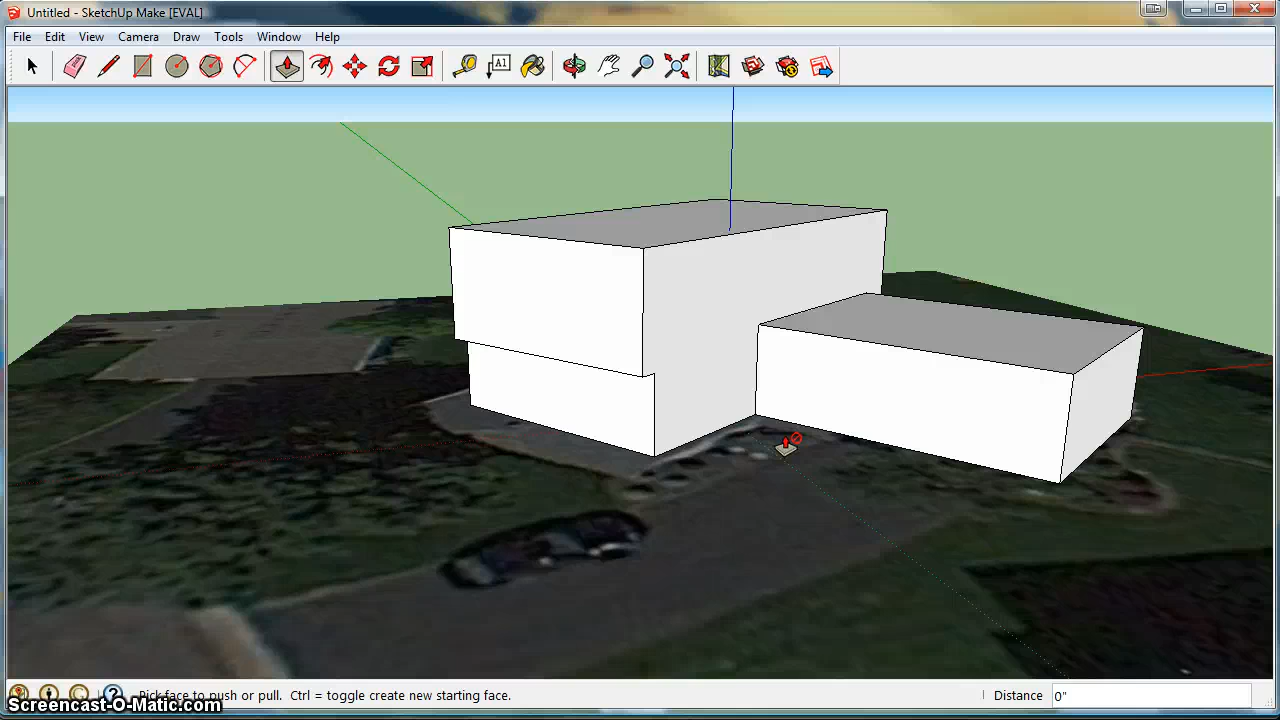 Untitled - SketchUp Make [EVAL]
File Edit View Camera Draw Tools Window Help
A1
Pick face to push or pull. Ctrl = toggle create new starting face.
Distance 0"
Screencast-O-Matic.com